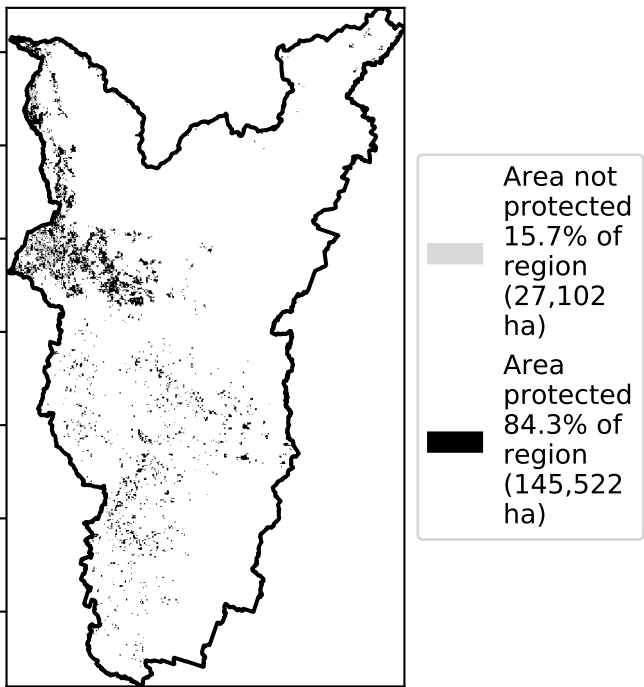 Area not
protected
15.7% of
region
(27,102
ha)
Area
protected
84.3% of
region
(145,522
ha)